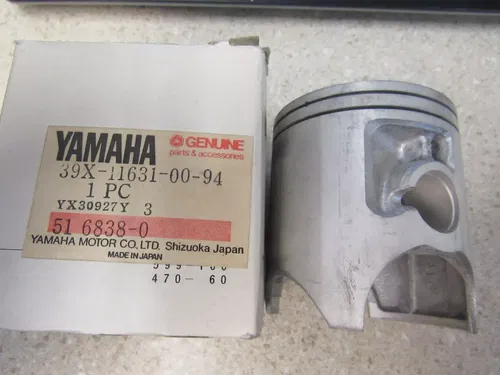 YAMAHA
GENUINE
parts & accessories
39X-11631-00-94
1 PC
YX30927Y 3
51 6838-0
YAMAHA MOTOR CO., LTD. Shizuoka Japan
MADE IN JAPAN
470- 60